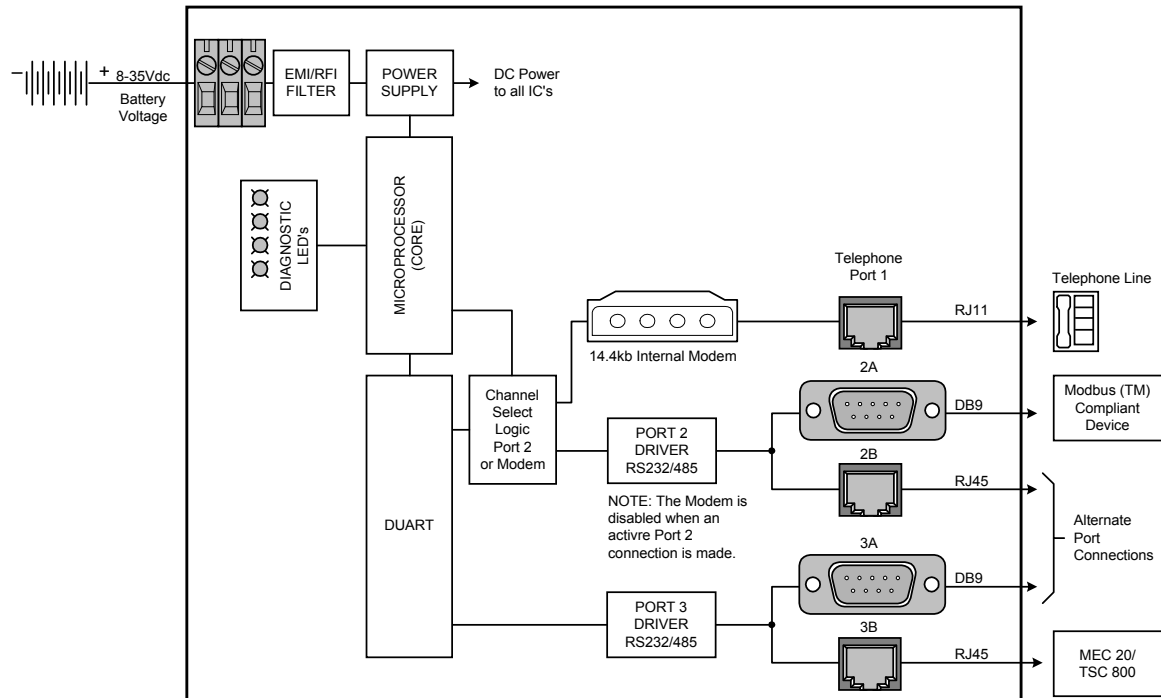 − + 8-35Vdc
Battery
Voltage
EMI/RFI
FILTER
POWER
SUPPLY
DC Power
to all IC's
DIAGNOSTIC
LED's
MICROPROCESSOR
(CORE)
Telephone
Port 1
Telephone Line
RJ11
14.4kb Internal Modem
2A
Channel
Select
Logic
Port 2
or Modem
DB9
Modbus (TM)
Compliant
Device
PORT 2
DRIVER
RS232/485
2B
RJ45
NOTE: The Modem is
disabled when an
activre Port 2
connection is made.
DUART
Alternate
Port
Connections
3A
DB9
PORT 3
DRIVER
RS232/485
3B
RJ45
MEC 20/
TSC 800